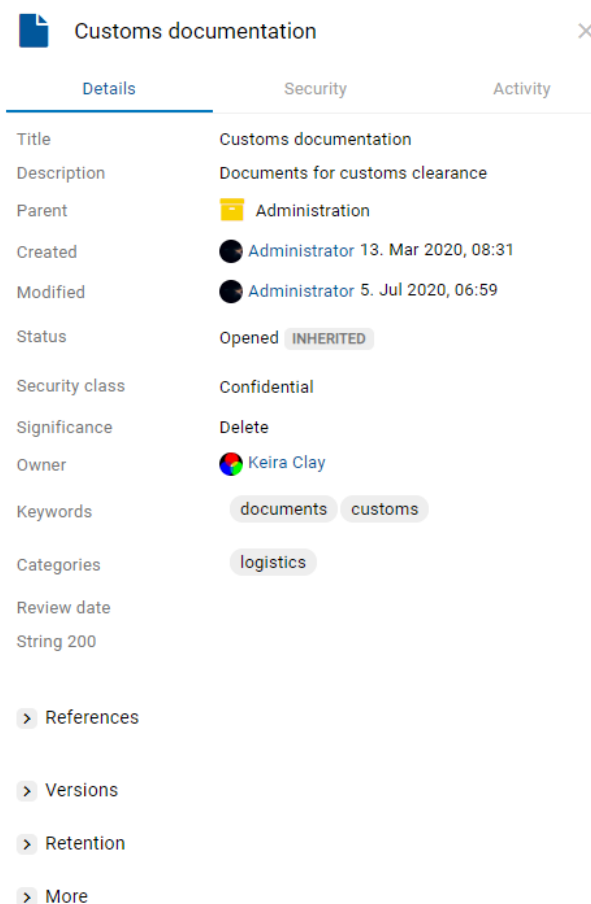 Customs documentation
Details Security Activity
Title Customs documentation
Description Documents for customs clearance
Parent Administration
Created Administrator 13. Mar 2020, 08:31
Modified Administrator 5. Jul 2020, 06:59
Status Opened INHERITED
Security class Confidential
Significance Delete
Owner Keira Clay
Keywords documents customs
Categories logistics
Review date
String 200
References
Versions
Retention
More